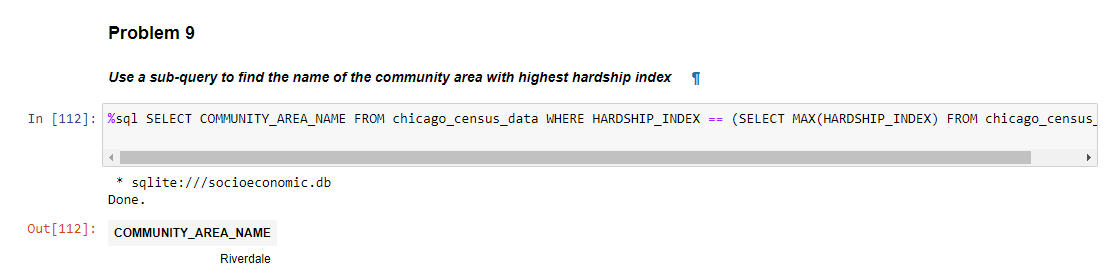 Problem 9
Use a sub-query to find the name of the community area with highest hardship index ¶
In [112]: %sql SELECT COMMUNITY_AREA_NAME FROM chicago_census_data WHERE HARDSHIP_INDEX == (SELECT MAX(HARDSHIP_INDEX) FROM chicago_census_
* sqlite:///socioeconomic.db
Done.
Out[112]: COMMUNITY_AREA_NAME
Riverdale